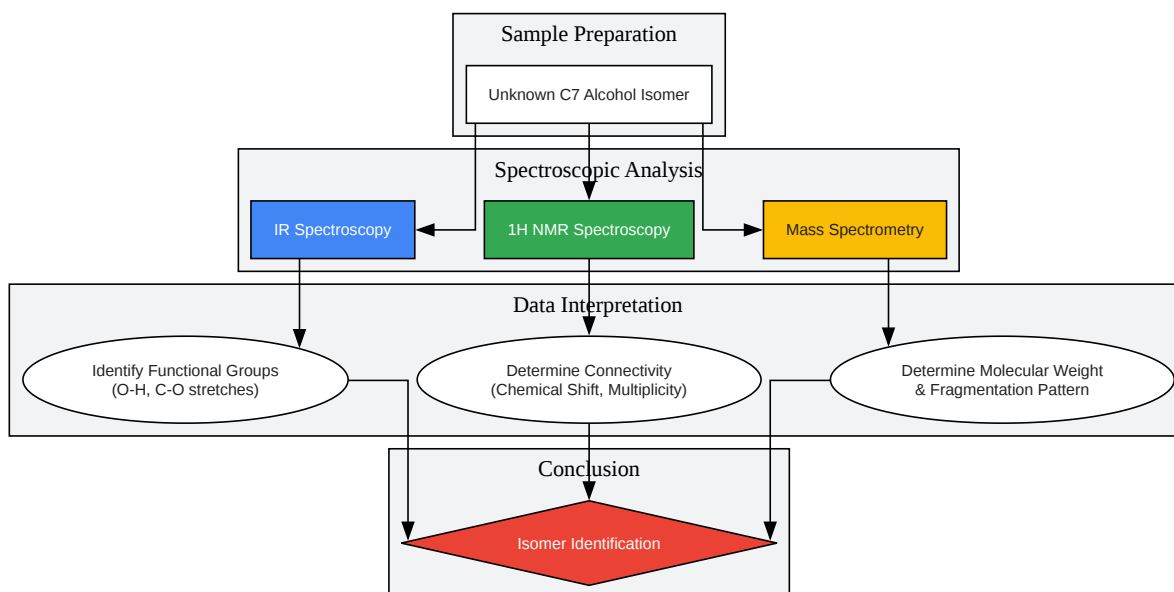 Sample Preparation
Unknown C7 Alcohol Isomer
Spectroscopic Analysis
IR Spectroscopy
1H NMR Spectroscopy
Mass Spectrometry
Data Interpretation
Identify Functional Groups
(O-H, C-O stretches)
Determine Connectivity
(Chemical Shift, Multiplicity)
Determine Molecular Weight
& Fragmentation Pattern
Conclusion
Isomer Identification